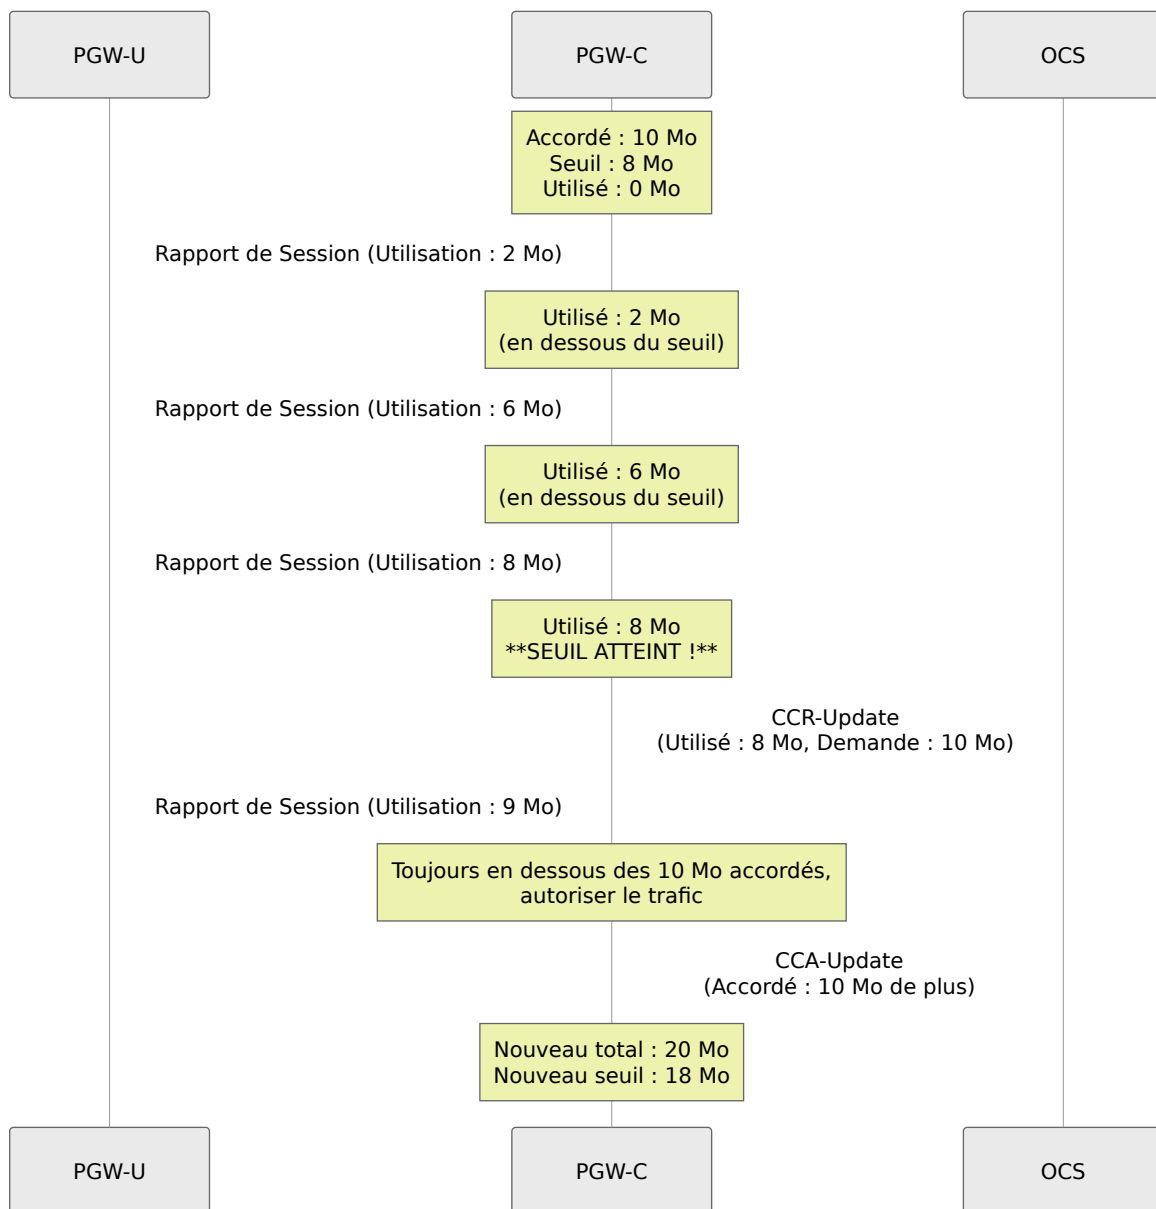 PGW-U
PGW-C
OCS
Accordé : 10 Mo
Seuil : 8 Mo
Utilisé : 0 Mo
Rapport de Session (Utilisation : 2 Mo)
Utilisé : 2 Mo
(en dessous du seuil)
Rapport de Session (Utilisation : 6 Mo)
Utilisé : 6 Mo
(en dessous du seuil)
Rapport de Session (Utilisation : 8 Mo)
Utilisé : 8 Mo
**SEUIL ATTEINT !**
CCR-Update
(Utilisé : 8 Mo, Demande : 10 Mo)
Rapport de Session (Utilisation : 9 Mo)
Toujours en dessous des 10 Mo accordés,
autoriser le trafic
CCA-Update
(Accordé : 10 Mo de plus)
Nouveau total : 20 Mo
Nouveau seuil : 18 Mo
PGW-U
PGW-C
OCS